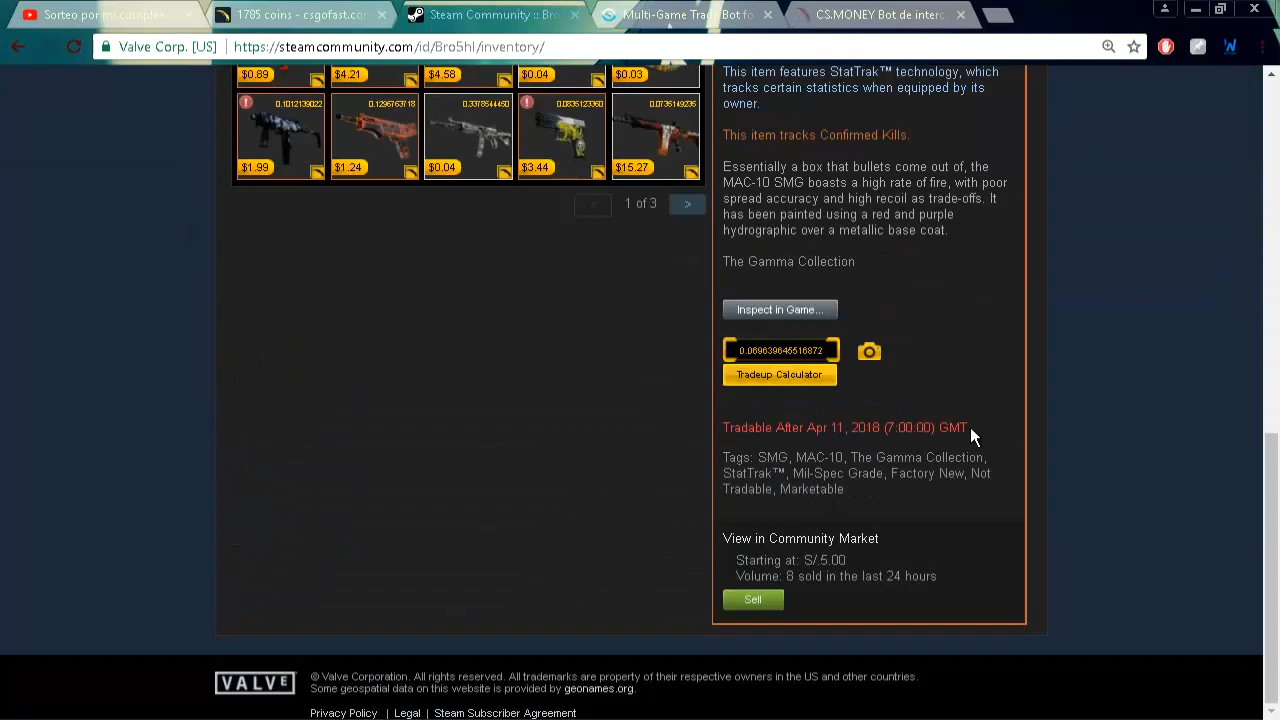 Sorteo por mi cumple
1785 coins - csgofast.co
Steam Community :: Bro
Multi-Game Trade Bot fo
CS.MONEY Bot de inter
Valve Corp. [US]
https://steamcommunity.com/id/Bro5hl/inventory/
$0.89
$4.21
$4.58
$0.04
$0.03
0.1012139022
0.1296763718
0.3378544450
0.0835123360
0.0735149235
$1.99
$1.24
$0.04
$3.44
$15.27
1 of 3
>
This item features StatTrak™ technology, which
tracks certain statistics when equipped by its
owner.
This item tracks Confirmed Kills.
Essentially a box that bullets come out of, the
MAC-10 SMG boasts a high rate of fire, with poor
spread accuracy and high recoil as trade-offs. It
has been painted using a red and purple
hydrographic over a metallic base coat.
The Gamma Collection
Inspect in Game...
0.069639645516872
Tradeup Calculator
Tradable After Apr 11, 2018 (7:00:00) GMT
Tags: SMG, MAC-10, The Gamma Collection,
StatTrak™, Mil-Spec Grade, Factory New, Not
Tradable, Marketable
View in Community Market
Starting at: S/.5.00
Volume: 8 sold in the last 24 hours
Sell
VALVE
© Valve Corporation. All rights reserved. All trademarks are property of their respective owners in the US and other countries.
Some geospatial data on this website is provided by geonames.org.
Privacy Policy | Legal | Steam Subscriber Agreement